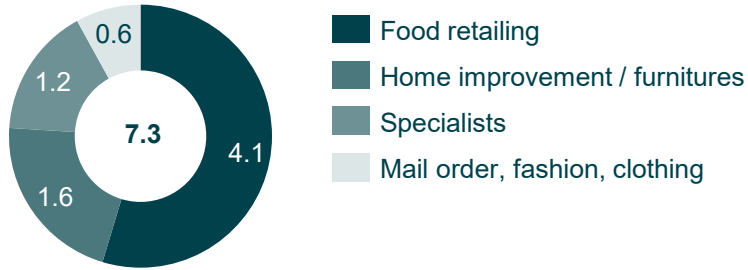 0.6
1.2
7.3
4.1
1.6
Food retailing
Home improvement / furnitures
Specialists
Mail order, fashion, clothing